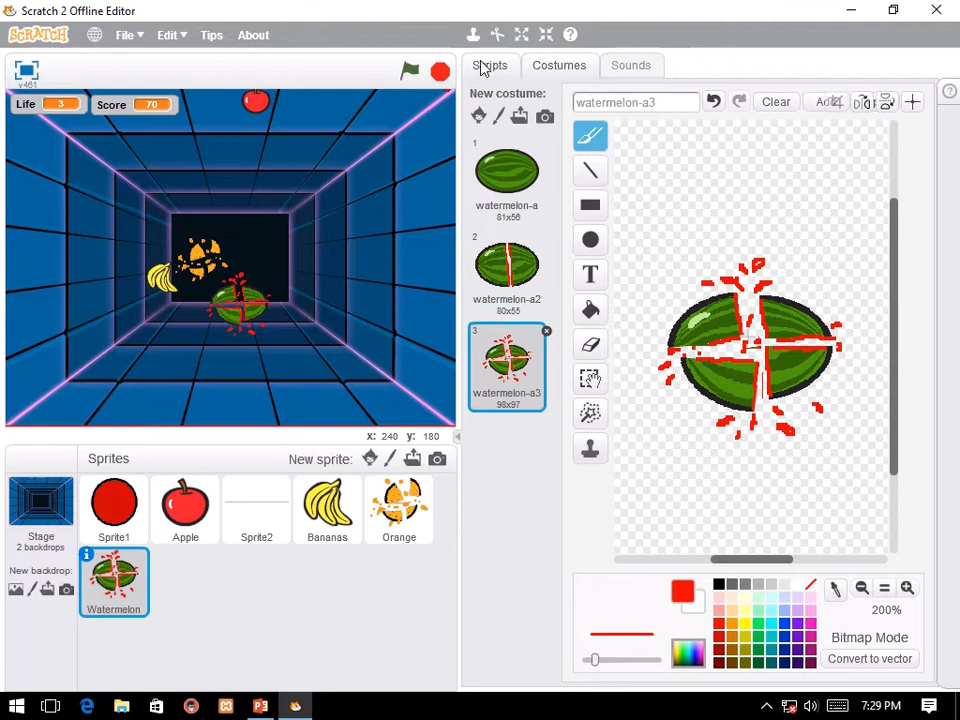 Scratch 2 Offline Editor
SCRATCH File Edit Tips About
v461
Life 3 Score 70
x: 240 y: 180
Scripts Costumes Sounds
New costume:
watermelon-a3
Clear
1
watermelon-a
81x56
2
watermelon-a2
80x55
3
watermelon-a3
98x97
T
Sprites New sprite:
Stage
2 backdrops
New backdrop:
Sprite1 Apple Sprite2 Bananas Orange
Watermelon
200%
Bitmap Mode
Convert to vector
7:29 PM